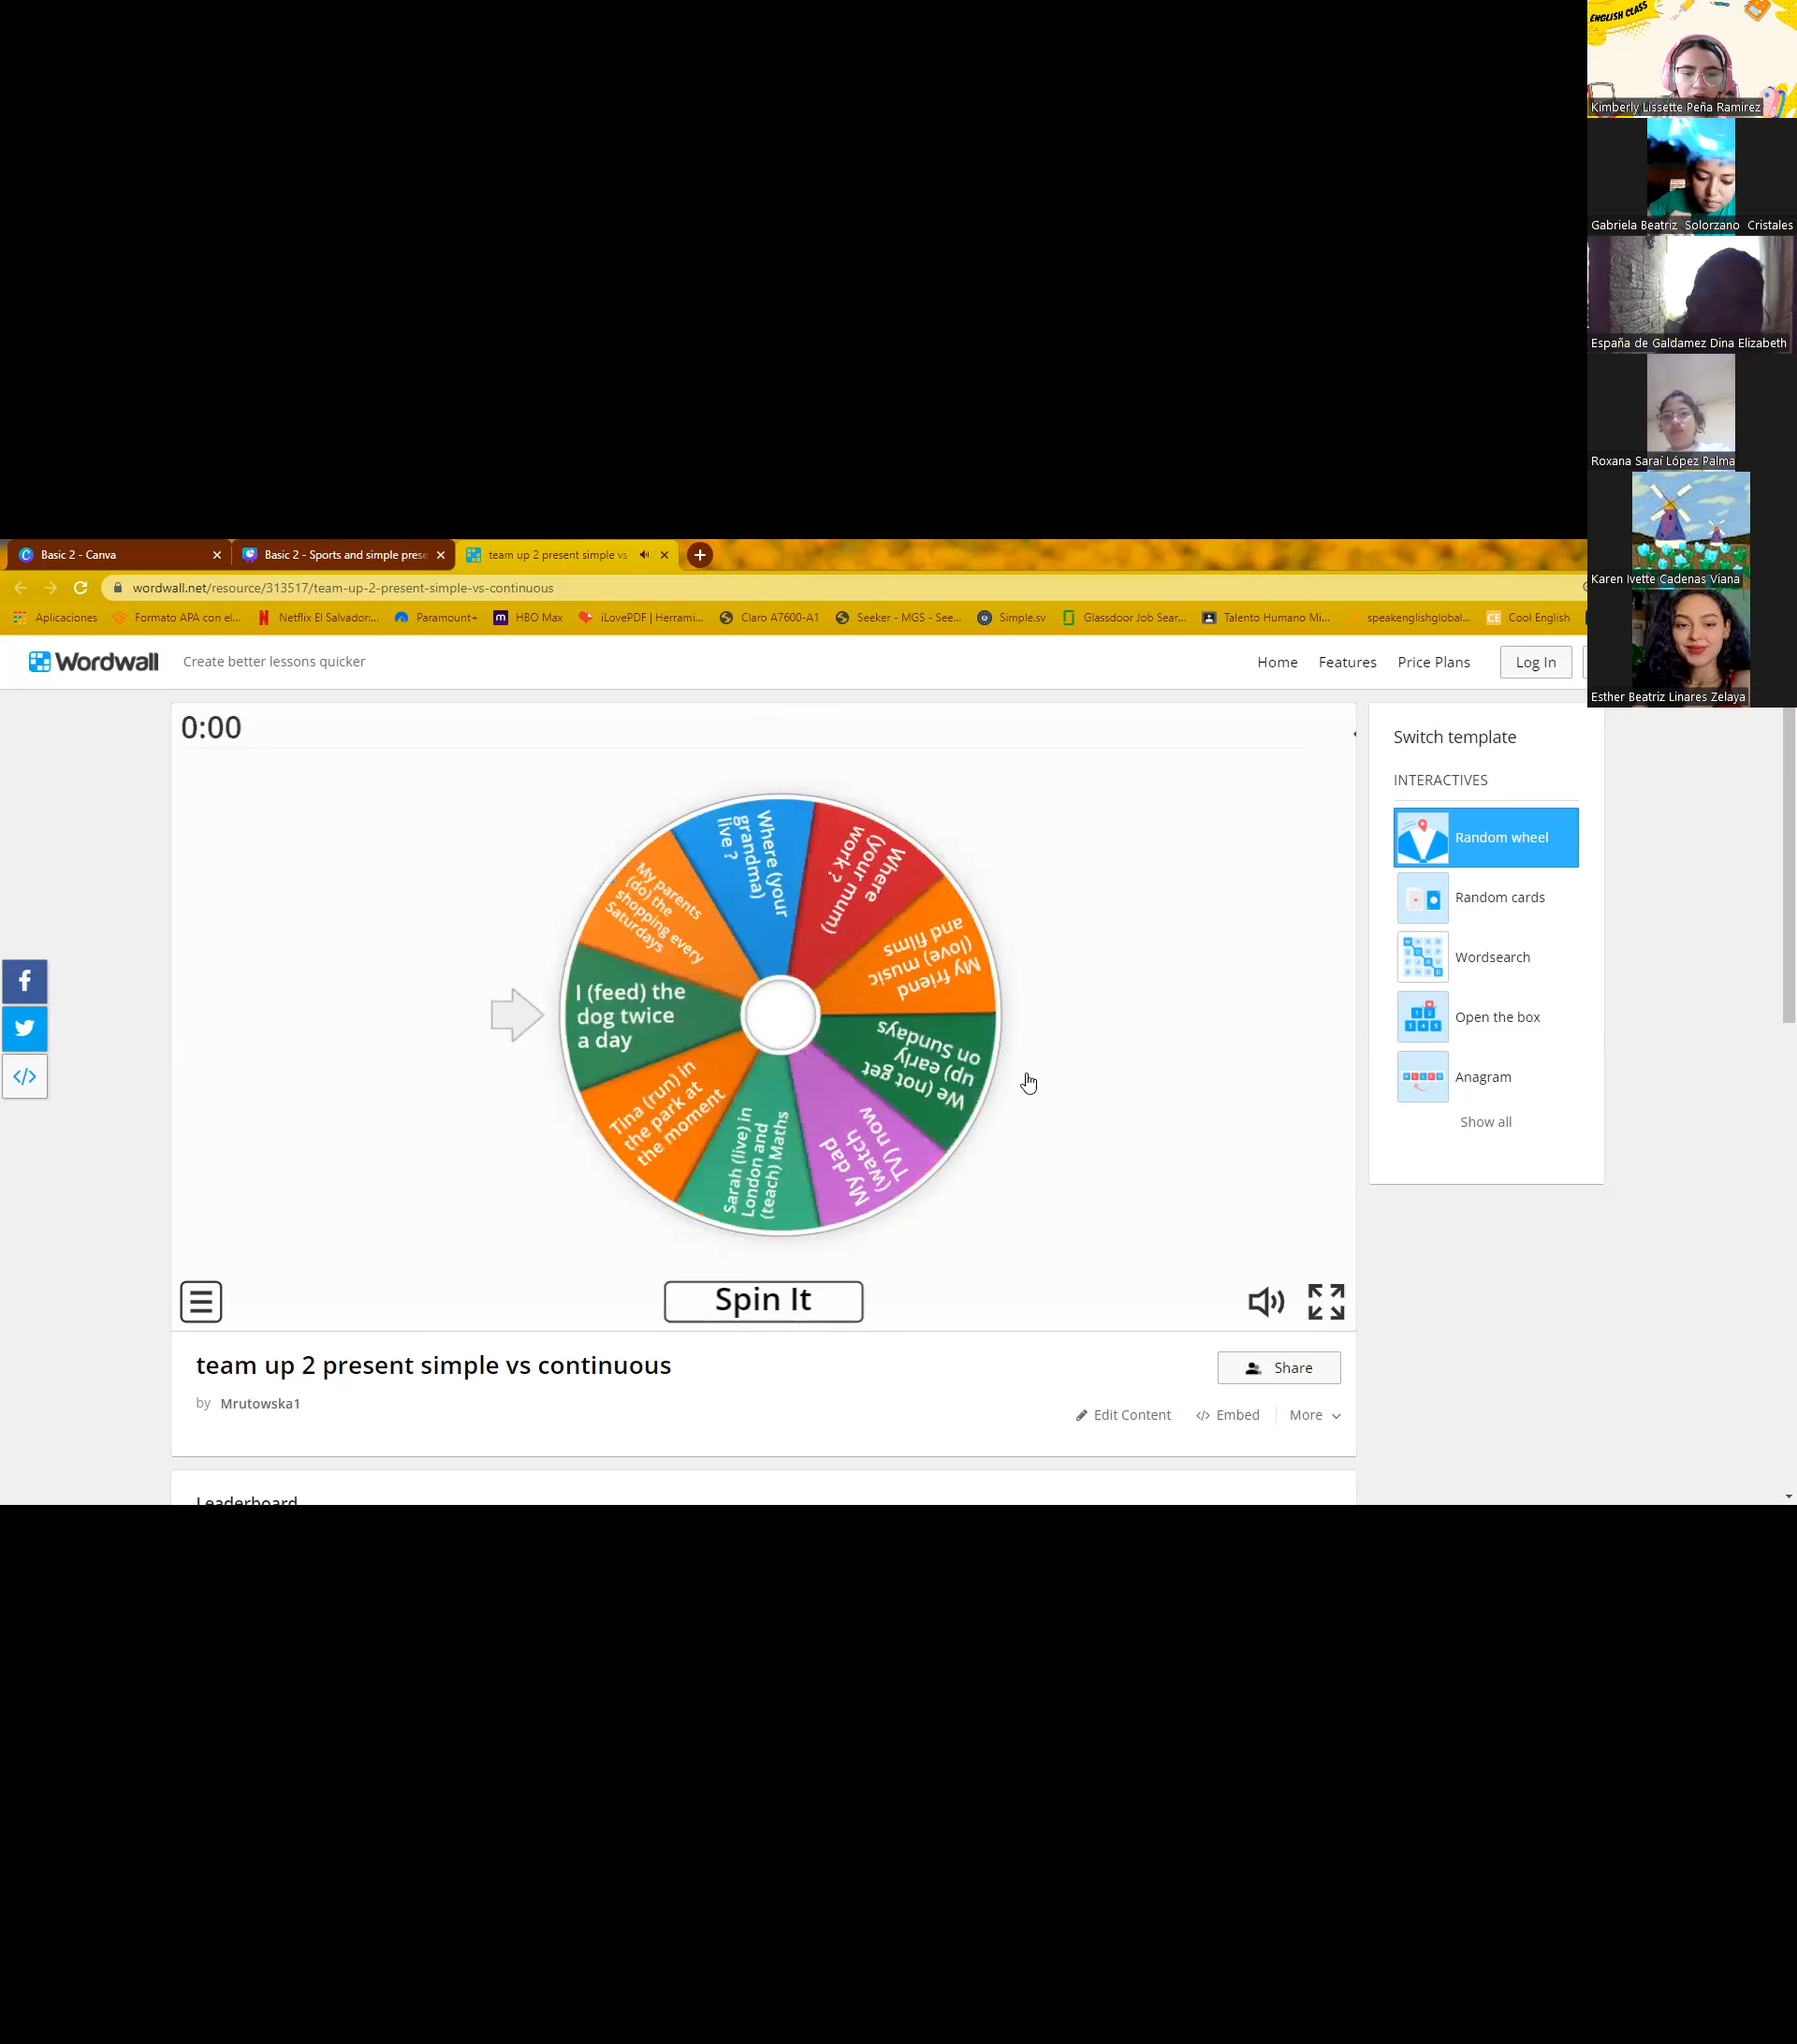 ENGLISH CLASS
Kimberly Lissette Peña Ramirez
Gabriela Beatriz Solorzano Cristales
España de Galdamez Dina Elizabeth
Roxana Saraí López Palma
Karen Ivette Cadenas Viana
Esther Beatriz Linares Zelaya
Basic 2 - Canva
Basic 2 - Sports and simple prese
team up 2 present simple vs
wordwall.net/resource/313517/team-up-2-present-simple-vs-continuous
Aplicaciones
Formato APA con el...
Netflix El Salvador:...
Paramount+
HBO Max
iLovePDF | Herrami...
Claro A7600-A1
Seeker - MGS - See...
Simple.sv
Glassdoor Job Sear...
Talento Humano Mi...
speakenglishglobal...
CE Cool English
Wordwall
Create better lessons quicker
Home
Features
Price Plans
Log In
0:00
Where (your
grandma)
live ?
Where
(your mum)
work ?
My friend
(love) music
and films
We (not get
up) early
on Sundays
My dad
(watch
TV) now
Sarah (live) in
London and
(teach) Maths
Tina (run) in
the park at
the moment
I (feed) the
dog twice
a day
My parents
(do) the
shopping every
Saturdays
Spin It
Switch template
INTERACTIVES
Random wheel
Random cards
Wordsearch
Open the box
Anagram
Show all
team up 2 present simple vs continuous
by Mrutowska1
Share
Edit Content
</> Embed
More
Leaderboard